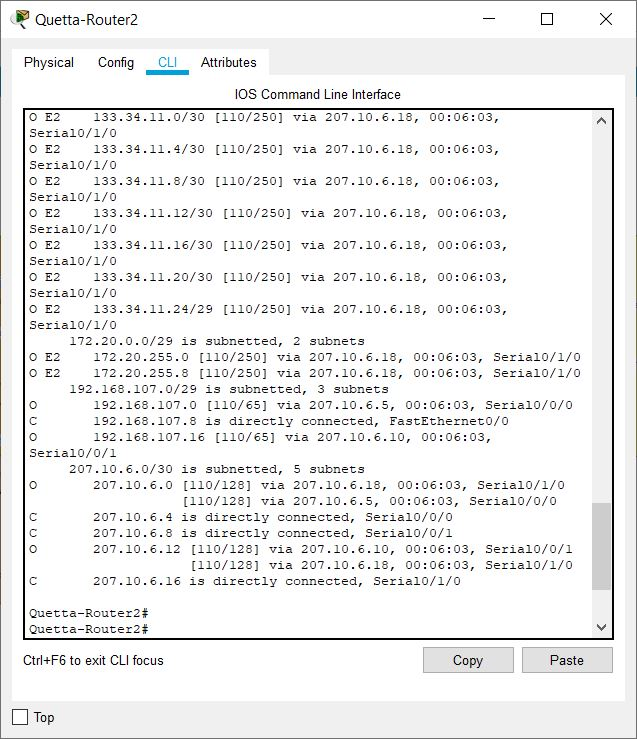 Quetta-Router2
Physical Config CLI Attributes
IOS Command Line Interface
O E2    133.34.11.0/30 [110/250] via 207.10.6.18, 00:06:03,
Serial0/1/0
O E2    133.34.11.4/30 [110/250] via 207.10.6.18, 00:06:03,
Serial0/1/0
O E2    133.34.11.8/30 [110/250] via 207.10.6.18, 00:06:03,
Serial0/1/0
O E2    133.34.11.12/30 [110/250] via 207.10.6.18, 00:06:03,
Serial0/1/0
O E2    133.34.11.16/30 [110/250] via 207.10.6.18, 00:06:03,
Serial0/1/0
O E2    133.34.11.20/30 [110/250] via 207.10.6.18, 00:06:03,
Serial0/1/0
O E2    133.34.11.24/29 [110/250] via 207.10.6.18, 00:06:03,
Serial0/1/0
     172.20.0.0/29 is subnetted, 2 subnets
O E2    172.20.255.0 [110/250] via 207.10.6.18, 00:06:03, Serial0/1/0
O E2    172.20.255.8 [110/250] via 207.10.6.18, 00:06:03, Serial0/1/0
     192.168.107.0/29 is subnetted, 3 subnets
O       192.168.107.0 [110/65] via 207.10.6.5, 00:06:03, Serial0/0/0
C       192.168.107.8 is directly connected, FastEthernet0/0
O       192.168.107.16 [110/65] via 207.10.6.10, 00:06:03,
Serial0/0/1
     207.10.6.0/30 is subnetted, 5 subnets
O       207.10.6.0 [110/128] via 207.10.6.18, 00:06:03, Serial0/1/0
                   [110/128] via 207.10.6.5, 00:06:03, Serial0/0/0
C       207.10.6.4 is directly connected, Serial0/0/0
C       207.10.6.8 is directly connected, Serial0/0/1
O       207.10.6.12 [110/128] via 207.10.6.10, 00:06:03, Serial0/0/1
                    [110/128] via 207.10.6.18, 00:06:03, Serial0/1/0
C       207.10.6.16 is directly connected, Serial0/1/0
Quetta-Router2#
Quetta-Router2#
Ctrl+F6 to exit CLI focus
Copy Paste
Top